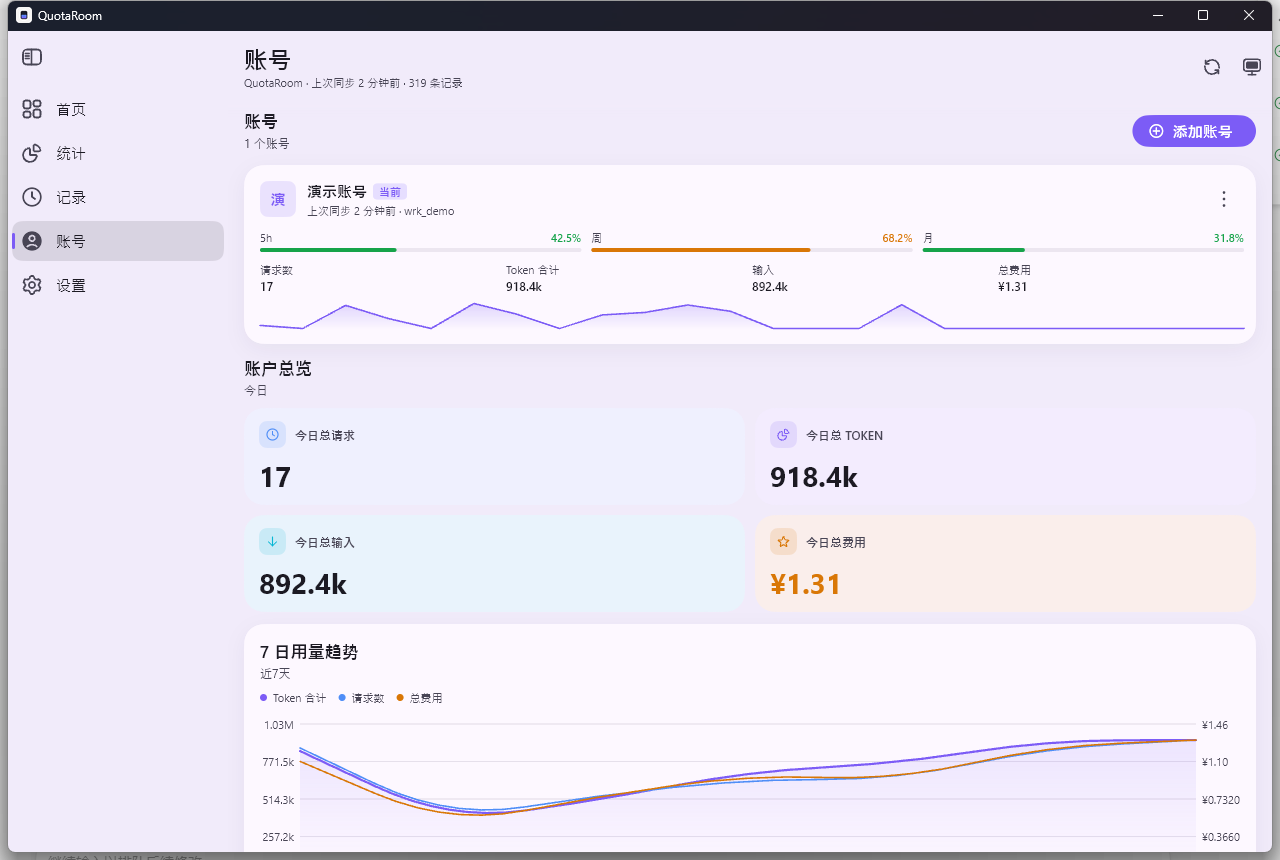 QuotaRoom
账号
QuotaRoom · 上次同步 2 分钟前 · 319 条记录
首页
统计
记录
账号
设置
账号
1 个账号
添加账号
演
演示账号 当前
上次同步 2 分钟前 · wrk_demo
5h 42.5% 周 68.2% 月 31.8%
请求数 Token 合计 输入 总费用
17 918.4k 892.4k ¥1.31
账户总览
今日
今日总请求
17
今日总 TOKEN
918.4k
今日总输入
892.4k
今日总费用
¥1.31
7 日用量趋势
近7天
Token 合计 请求数 总费用
1.03M ¥1.46
771.5k ¥1.10
514.3k ¥0.7320
257.2k ¥0.3660